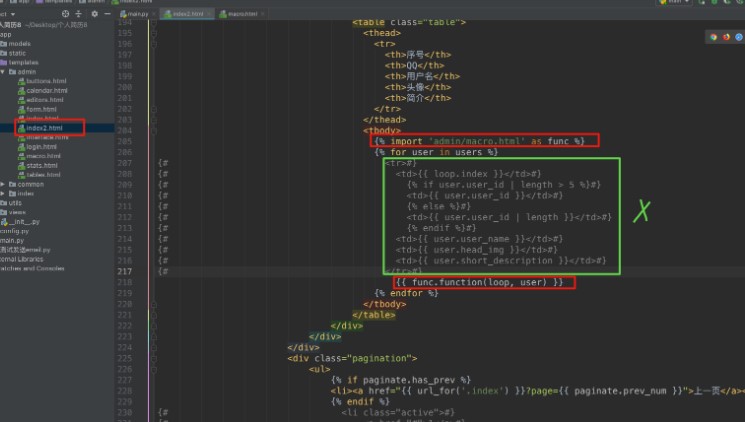 main.py index2.html macro.html
人简历8 ~/Desktop/个人简历8
app
models
static
templates
admin
buttons.html
calendar.html
editors.html
form.html
index2.html
interface.html
login.html
macro.html
stats.html
tables.html
common
index
utils
views
__init__.py
config.py
main.py
测试发送email.py
ternal Libraries
ratches and Consoles
194 <table class="table">
195 <thead>
196 <tr>
197 <th>序号</th>
198 <th>QQ</th>
199 <th>用户名</th>
200 <th>头像</th>
201 <th>简介</th>
202 </tr>
203 </thead>
204 <tbody>
205 {% import 'admin/macro.html' as func %}
206 {% for user in users %}
207 {# <tr>#}
208 {# <td>{{ loop.index }}</td>#}
209 {# {% if user.user_id | length > 5 %}#}
210 {# <td>{{ user.user_id }}</td>#}
211 {# {% else %}#}
212 {# <td>{{ user.user_id | length }}</td>#}
213 {# {% endif %}#}
214 {# <td>{{ user.user_name }}</td>#}
215 {# <td>{{ user.head_img }}</td>#}
216 {# <td>{{ user.short_description }}</td>#}
217 {# </tr>#}
X
218 {{ func.function(loop, user) }}
219 {% endfor %}
220 </tbody>
221 </table>
222 </div>
223 </div>
224 </div>
225 <div class="pagination">
226 <ul>
227 {% if paginate.has_prev %}
228 <li><a href="{{ url_for('.index') }}?page={{ paginate.prev_num }}">上一页</a><
229 {% endif %}
230 {# <li class="active">#}